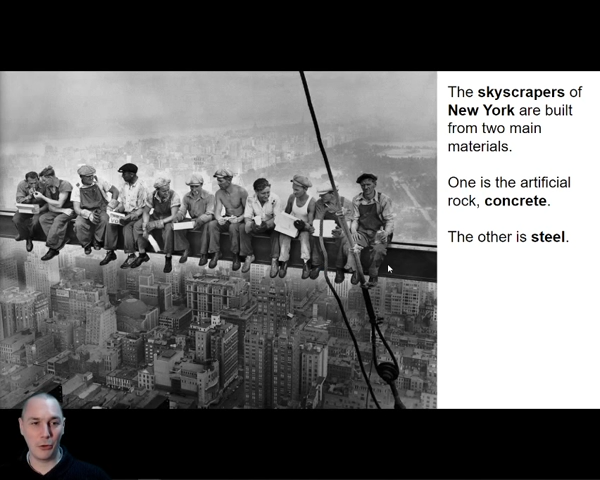 The skyscrapers of
New York are built
from two main
materials.
One is the artificial
rock, concrete.
The other is steel.